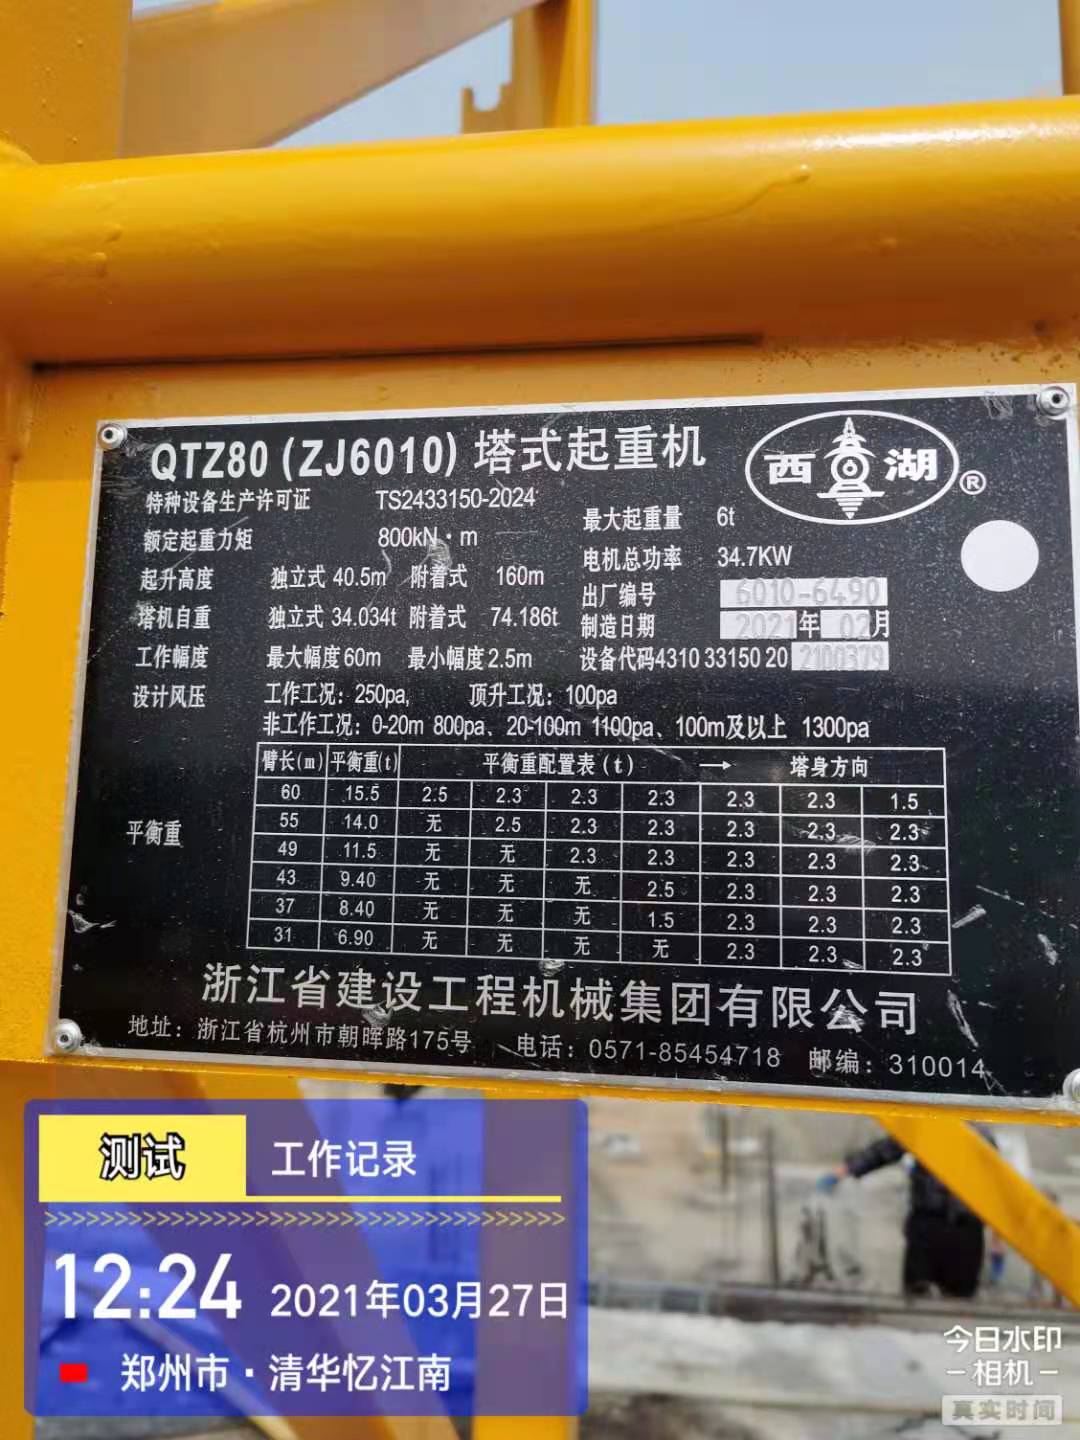 QTZ80 (ZJ6010) 塔式起重机
西湖®
特种设备生产许可证 TS2433150-2024
最大起重量 6t
额定起重力矩 800kN·m
电机总功率 34.7KW
起升高度 独立式 40.5m 附着式 160m
出厂编号 6010-6490
塔机自重 独立式 34.034t 附着式 74.186t
制造日期 2021年02月
工作幅度 最大幅度60m 最小幅度2.5m
设备代码4310 33150 20 2100379
设计风压 工作工况：250pa, 顶升工况：100pa
非工作工况：0-20m 800pa、20-100m 1100pa、100m及以上 1300pa
平衡重
臂长(m) 平衡重(t) 平衡重配置表(t) → 塔身方向
60 15.5 2.5 2.3 2.3 2.3 2.3 2.3 1.5
55 14.0 无 2.5 2.3 2.3 2.3 2.3 2.3
49 11.5 无 无 2.3 2.3 2.3 2.3 2.3
43 9.40 无 无 无 2.5 2.3 2.3 2.3
37 8.40 无 无 无 1.5 2.3 2.3 2.3
31 6.90 无 无 无 无 2.3 2.3 2.3
浙江省建设工程机械集团有限公司
地址：浙江省杭州市朝晖路175号 电话：0571-85454718 邮编：310014
测试 工作记录
12:24 2021年03月27日
郑州市·清华忆江南
今日水印
-相机-
真实时间